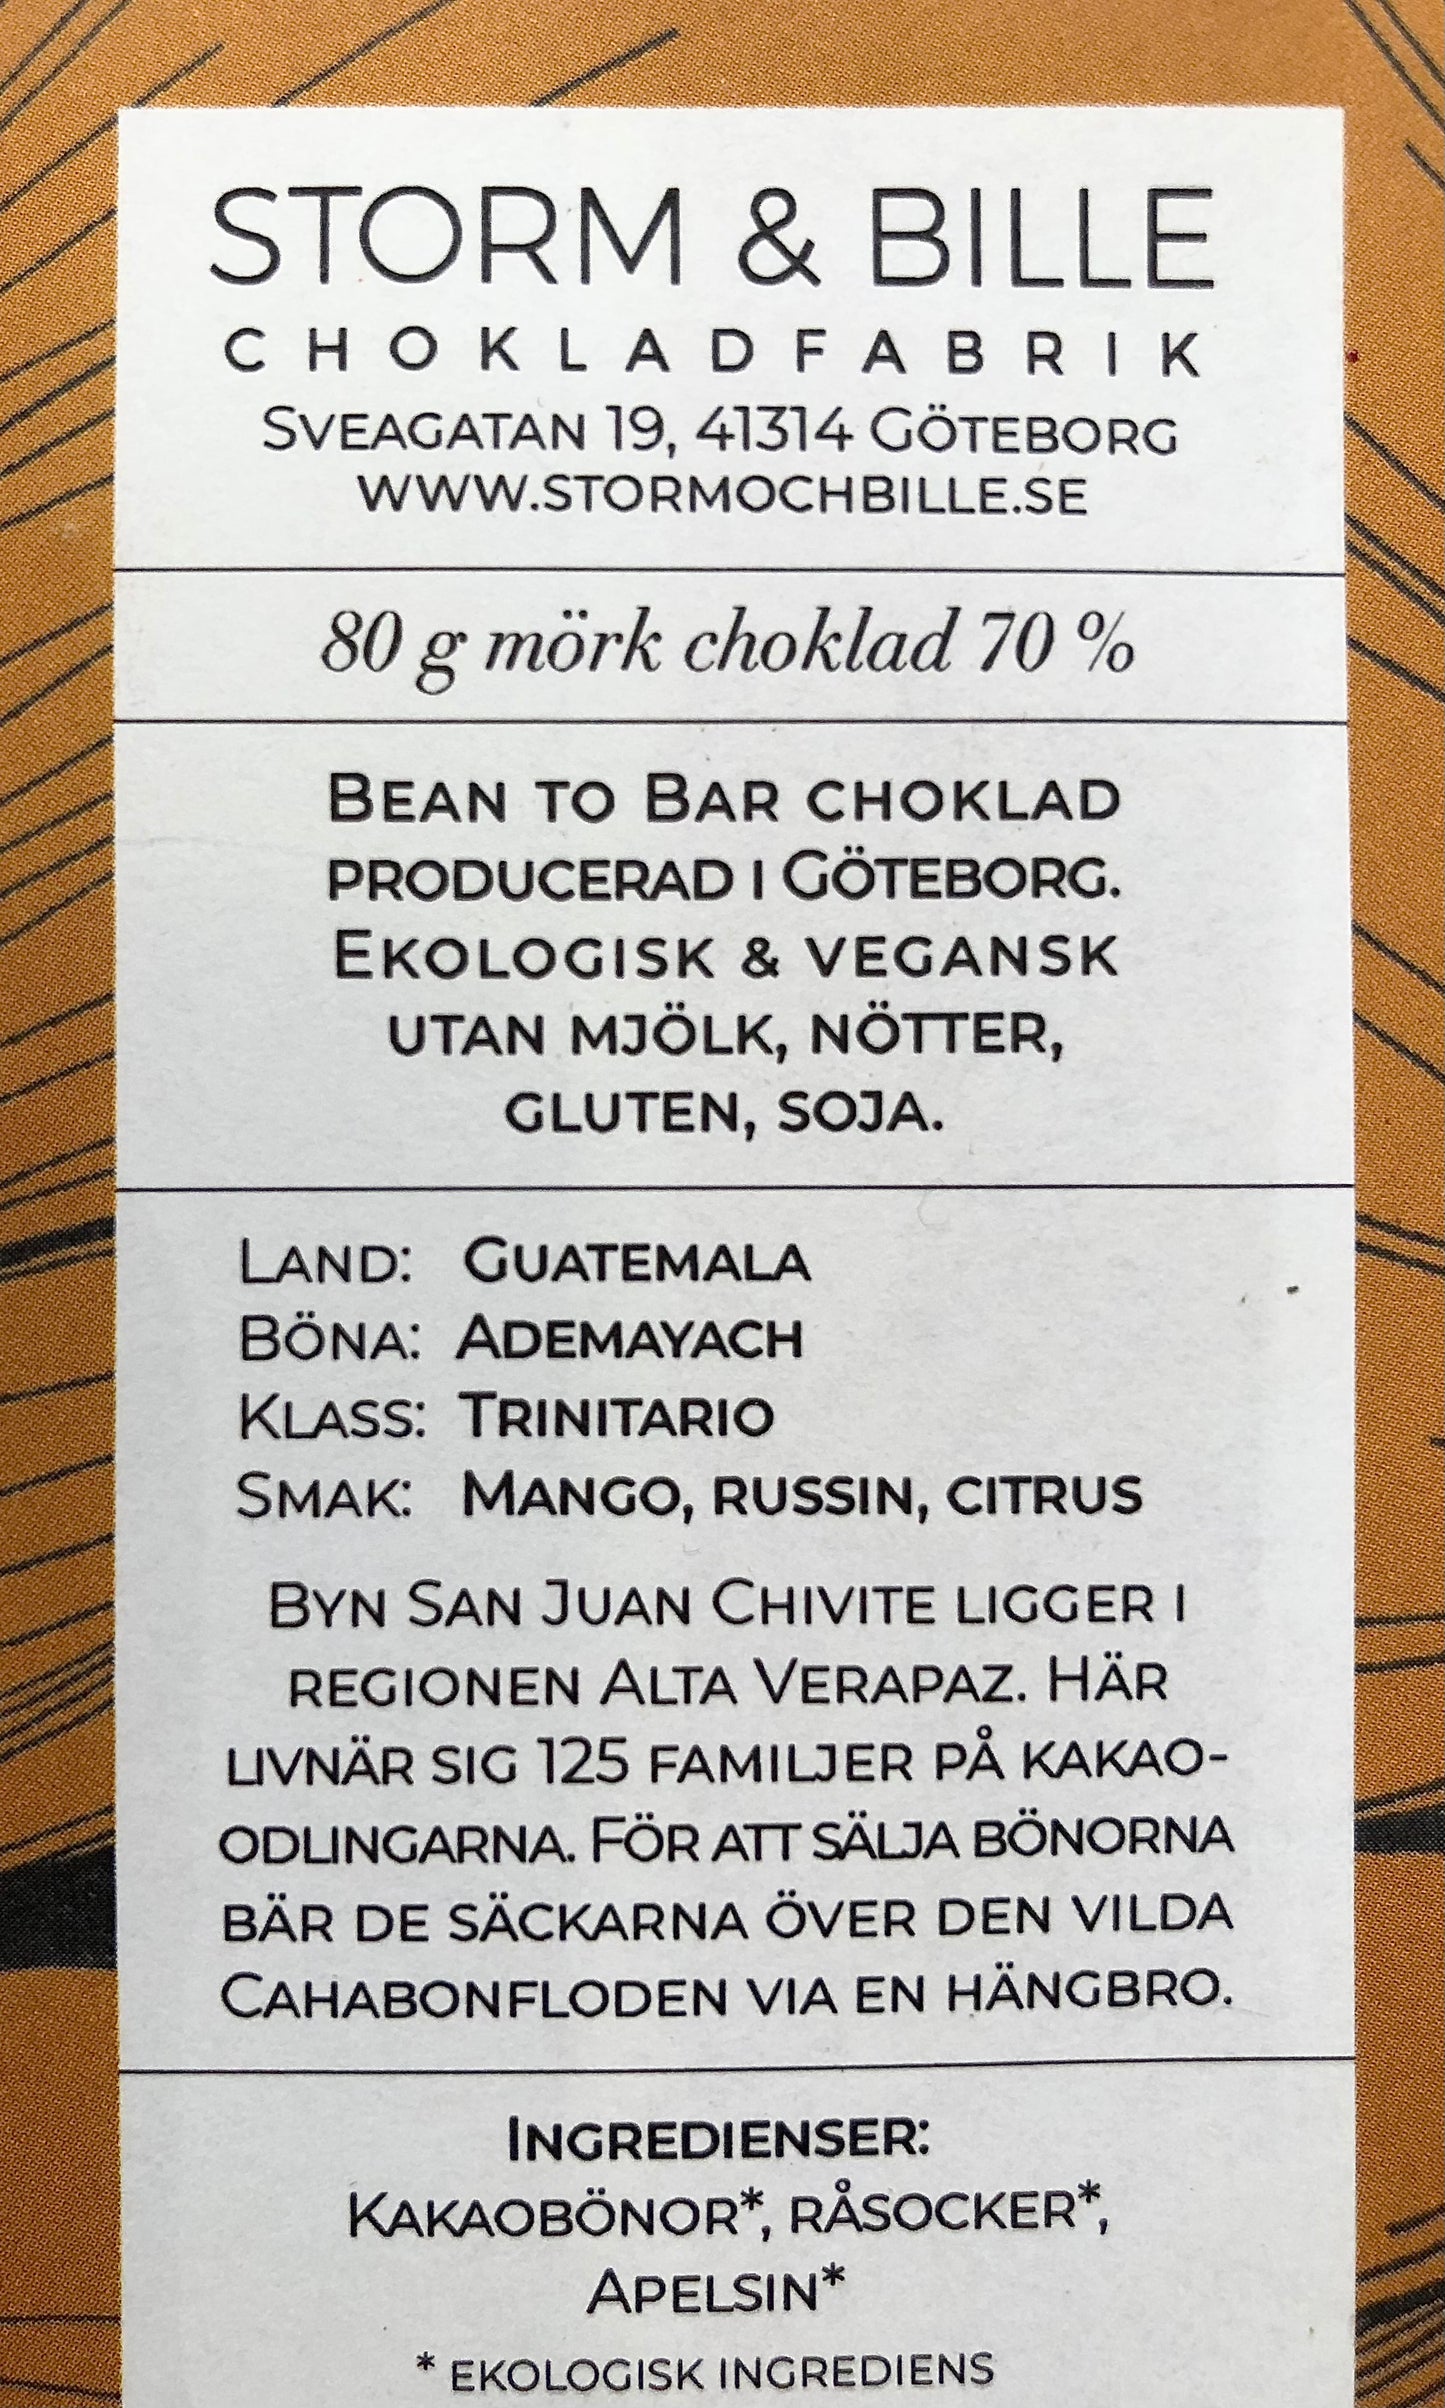 STORM & BILLE
CHOKLADFABRIK
SVEAGATAN 19, 41314 GÖTEBORG
WWW.STORMOCHBILLE.SE
80 g mörk choklad 70 %
BEAN TO BAR CHOKLAD
PRODUCERAD I GÖTEBORG.
EKOLOGISK & VEGANSK
UTAN MJÖLK, NÖTTER,
GLUTEN, SOJA.
LAND: GUATEMALA
BÖNA: ADEMAYACH
KLASS: TRINITARIO
SMAK: MANGO, RUSSIN, CITRUS
BYN SAN JUAN CHIVITE LIGGER I
REGIONEN ALTA VERAPAZ. HÄR
LIVNÄR SIG 125 FAMILJER PÅ KAKAO-
ODLINGARNA. FÖR ATT SÄLJA BÖNORNA
BÄR DE SÄCKARNA ÖVER DEN VILDA
CAHABONFLODEN VIA EN HÄNGBRO.
INGREDIENSER:
KAKAOBÖNOR*, RÅSOCKER*,
APELSIN*
* EKOLOGISK INGREDIENS